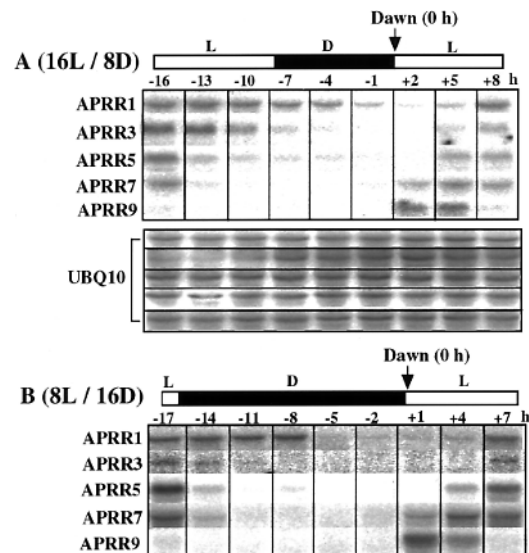 Dawn (0 h)
A (16L / 8D)
L D L
-16 -13 -10 -7 -4 -1 +2 +5 +8 h
APRR1
APRR3
APRR5
APRR7
APRR9
UBQ10
Dawn (0 h)
B (8L / 16D)
L D L
-17 -14 -11 -8 -5 -2 +1 +4 +7 h
APRR1
APRR3
APRR5
APRR7
APRR9